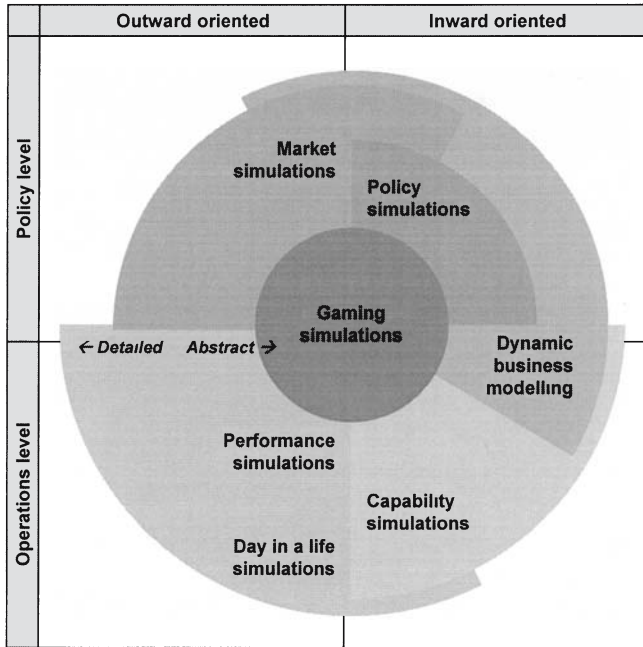 Outward oriented
Inward oriented
Policy level
Market
simulations
Policy
simulations
Gaming
simulations
← Detailed Abstract →
Dynamic
business
modelling
Operations level
Performance
simulations
Capability
simulations
Day in a life
simulations